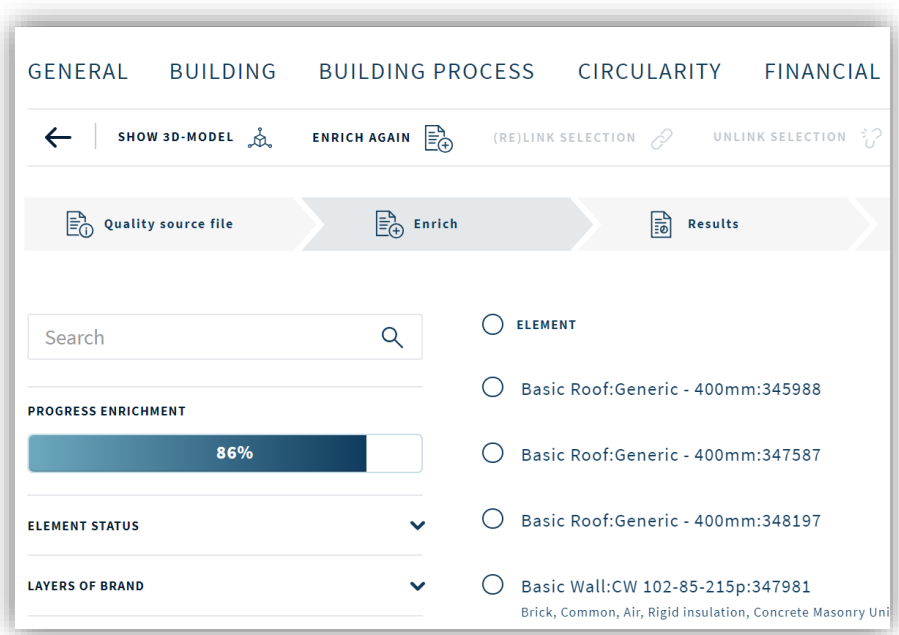 GENERAL BUILDING BUILDING PROCESS CIRCULARITY FINANCIAL
SHOW 3D-MODEL ENRICH AGAIN (RE)LINK SELECTION UNLINK SELECTION
Quality source file Enrich Results
Search
PROGRESS ENRICHMENT
86%
ELEMENT STATUS
LAYERS OF BRAND
ELEMENT
Basic Roof:Generic - 400mm:345988
Basic Roof:Generic - 400mm:347587
Basic Roof:Generic - 400mm:348197
Basic Wall:CW 102-85-215p:347981
Brick, Common, Air, Rigid insulation, Concrete Masonry Uni